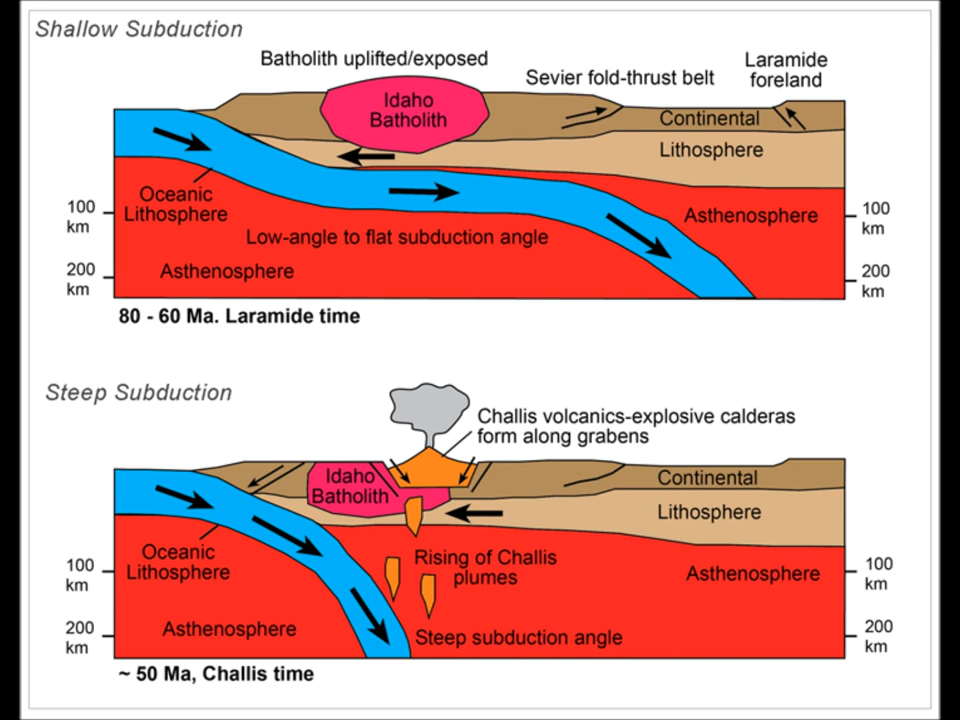 Shallow Subduction
Batholith uplifted/exposed
Sevier fold-thrust belt
Laramide
foreland
Idaho
Batholith
Continental
Lithosphere
Oceanic
Lithosphere
100
km
Asthenosphere
100
km
Low-angle to flat subduction angle
200
km
Asthenosphere
200
km
80 - 60 Ma. Laramide time
Steep Subduction
Challis volcanics-explosive calderas
form along grabens
Idaho
Batholith
Continental
Lithosphere
Oceanic
Lithosphere
Rising of Challis
plumes
100
km
Asthenosphere
100
km
200
km
Asthenosphere
Steep subduction angle
200
km
~ 50 Ma, Challis time